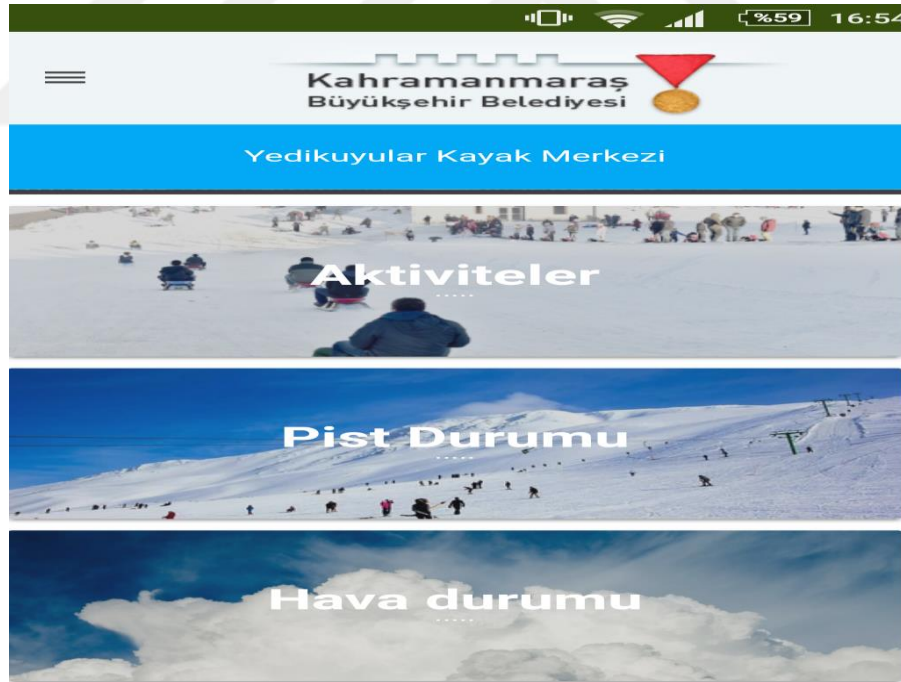 %59 16:54
Kahramanmaraş
Büyükşehir Belediyesi
Yedikuyular Kayak Merkezi
Aktiviteler
Pist Durumu
Hava durumu